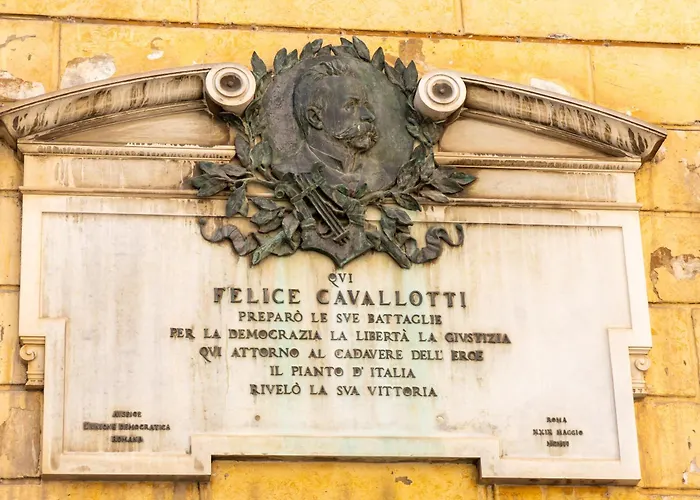 QVI
FELICE CAVALLOTTI
PREPARÒ LE SVE BATTAGLIE
PER LA DEMOCRAZIA LA LIBERTÀ LA GIVSTIZIA
QVI ATTORNO AL CADAVERE DELL' EROE
IL PIANTO D' ITALIA
RIVELÒ LA SVA VITTORIA
L'VNIONE DEMOCRATICA
ROMANA
ROMA
XXIX MAGGIO